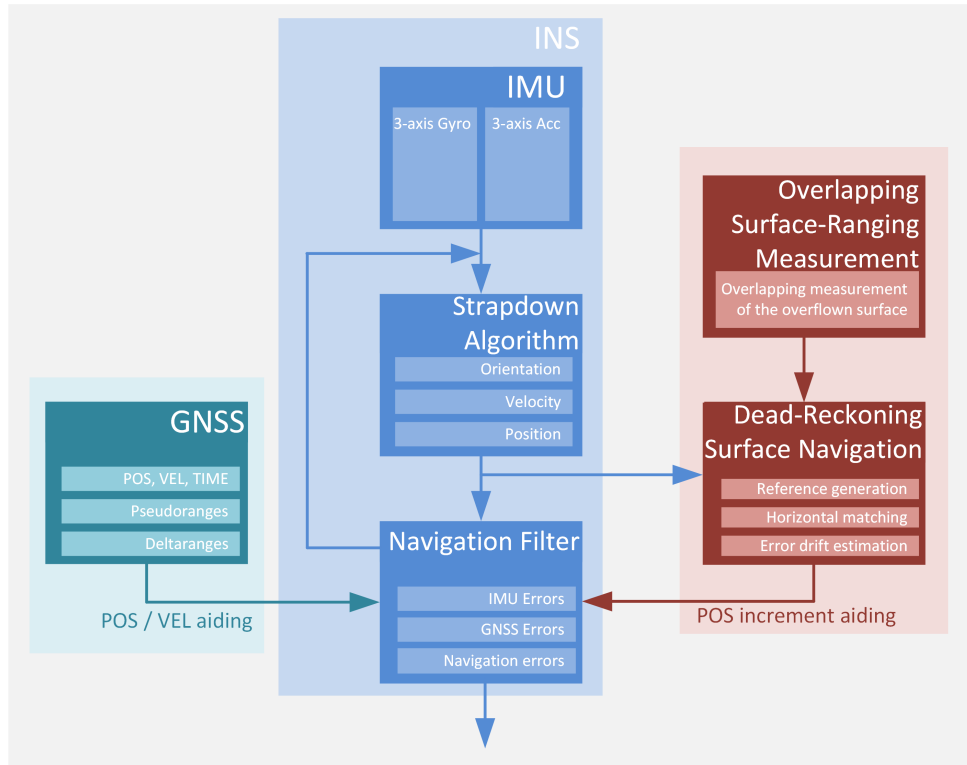 INS
IMU
3-axis Gyro
3-axis Acc
Strapdown
Algorithm
Orientation
Velocity
Position
Navigation Filter
IMU Errors
GNSS Errors
Navigation errors
GNSS
POS, VEL, TIME
Pseudoranges
Deltaranges
POS / VEL aiding
Overlapping
Surface-Ranging
Measurement
Overlapping measurement
of the overflown surface
Dead-Reckoning
Surface Navigation
Reference generation
Horizontal matching
Error drift estimation
POS increment aiding